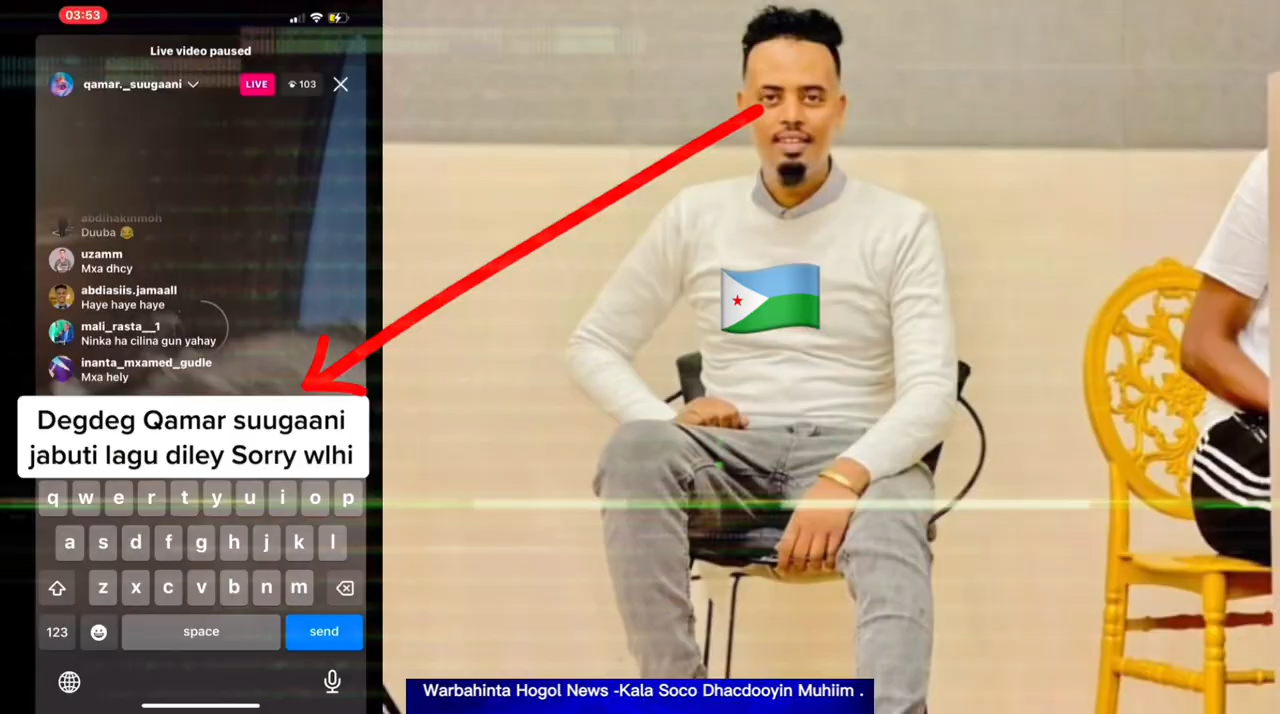 03:53
Live video paused
qamar._suugaani
LIVE
103
abdihakinmoh
Duuba 😂
uzamm
Mxa dhcy
abdiasiis.jamaall
Haye haye haye
mali_rasta__1
Ninka ha cilina gun yahay
inanta_mxamed_gudle
Mxa hely
Degdeg Qamar suugaani
jabuti lagu diley Sorry wlhi
q w e r t y u i o p
a s d f g h j k l
z x c v b n m
123
space
send
Warbahinta Hogol News -Kala Soco Dhacdooyin Muhiim .